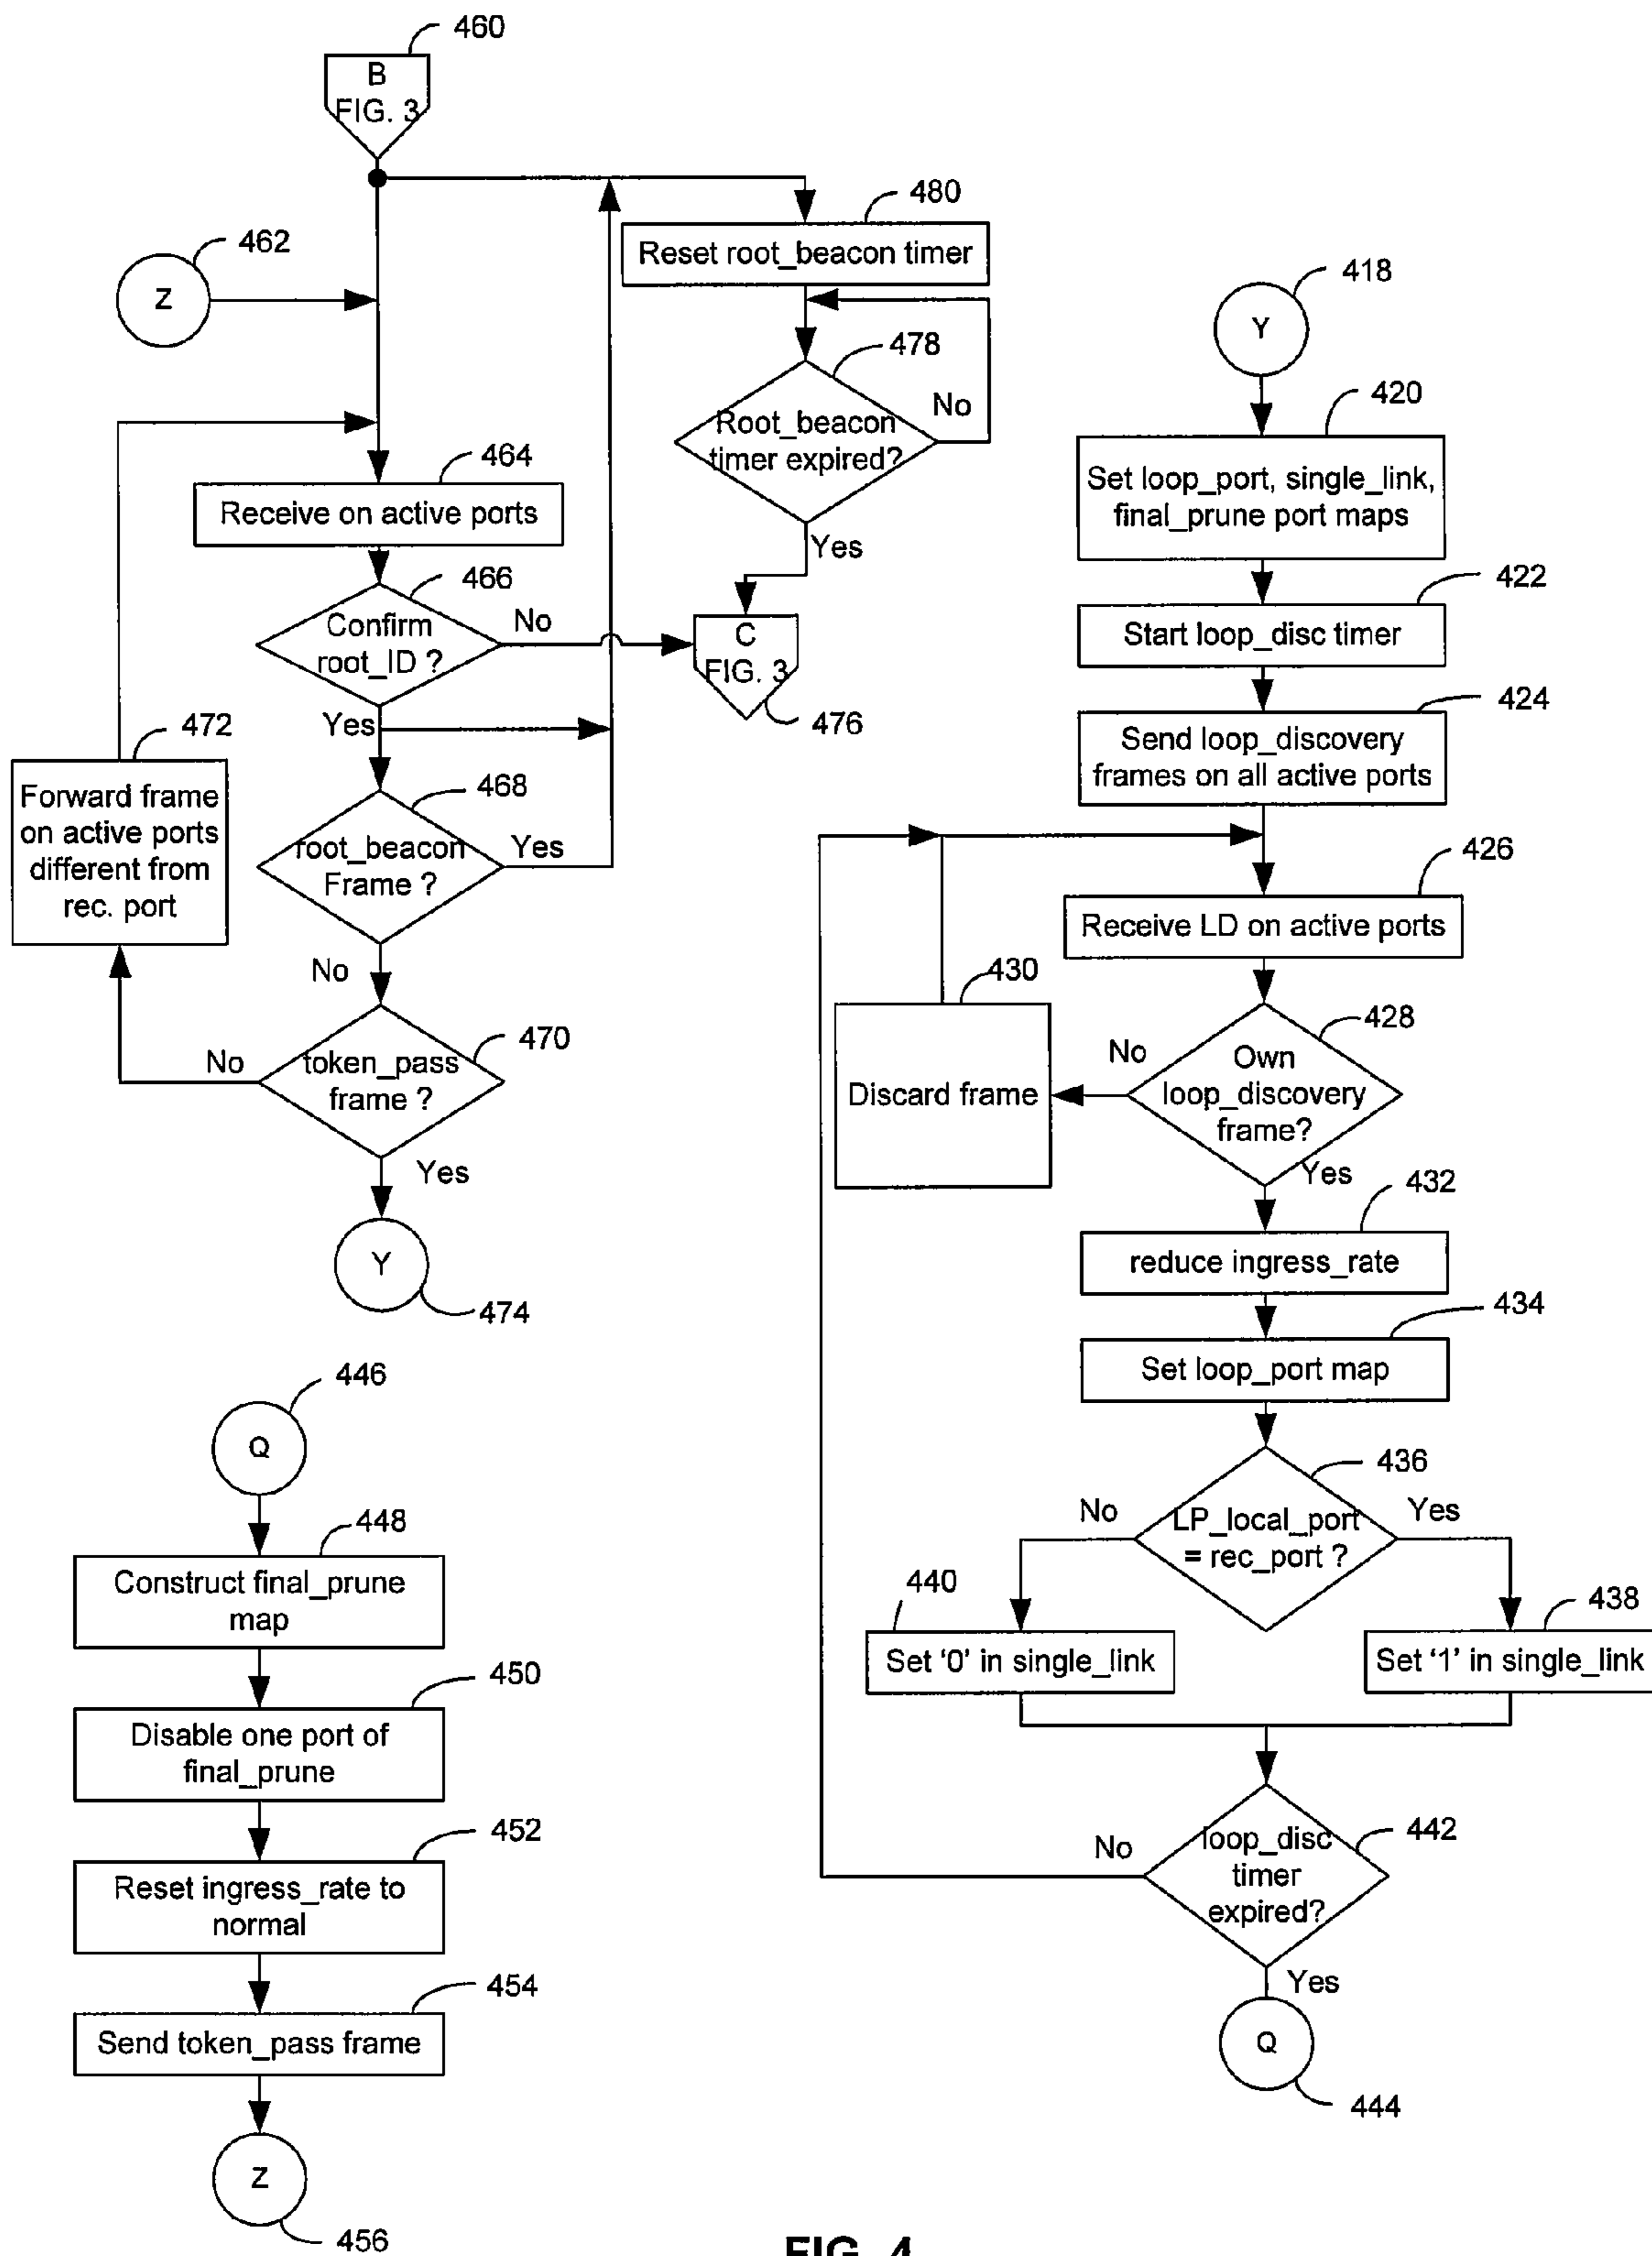 460
B
FIG. 3
462
Z
480
Reset root_beacon timer
478
Root_beacon
timer expired?
No
Yes
464
Receive on active ports
466
Confirm
root_ID ?
No
Yes
C
FIG. 3
476
472
Forward frame
on active ports
different from
rec. port
468
root_beacon
Frame ?
Yes
No
470
token_pass
frame ?
No
Yes
Y
474
446
Q
448
Construct final_prune
map
450
Disable one port of
final_prune
452
Reset ingress_rate to
normal
454
Send token_pass frame
Z
456
418
Y
420
Set loop_port, single_link,
final_prune port maps
422
Start loop_disc timer
424
Send loop_discovery
frames on all active ports
426
Receive LD on active ports
430
Discard frame
428
Own
loop_discovery
frame?
No
Yes
432
reduce ingress_rate
434
Set loop_port map
436
LP_local_port
= rec_port ?
No
Yes
440
Set ‘0’ in single_link
438
Set ‘1’ in single_link
442
loop_disc
timer
expired?
No
Yes
Q
444
FIG. 4